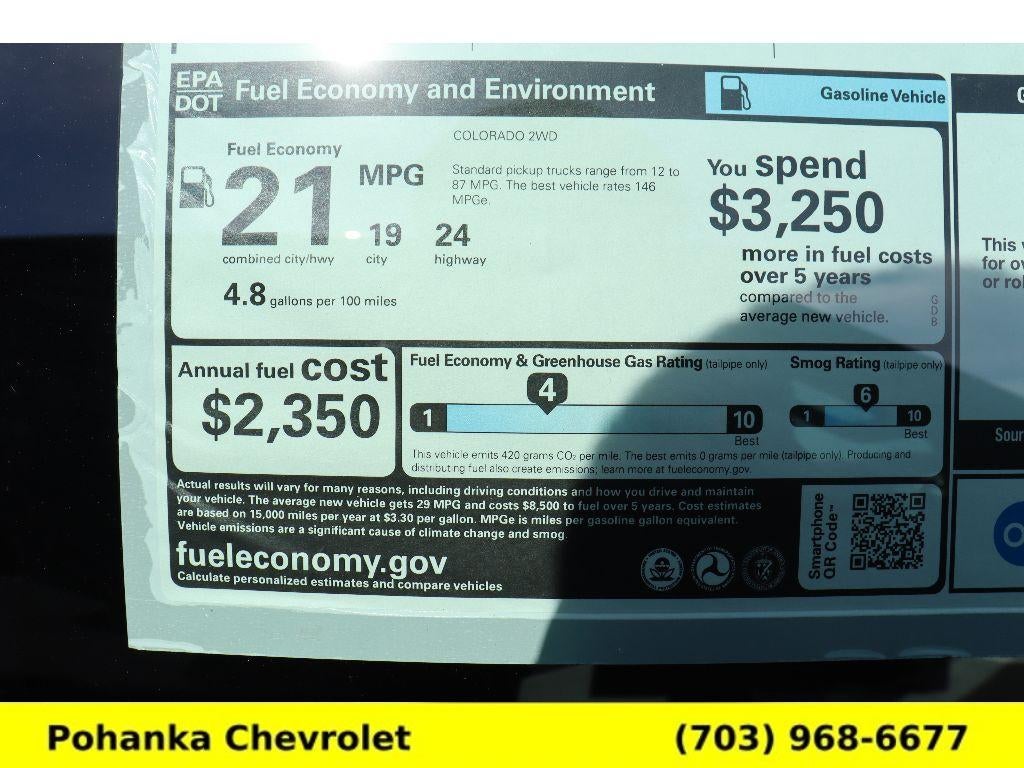 EPA
DOT
Fuel Economy and Environment
Gasoline Vehicle
G
COLORADO 2WD
Fuel Economy
21 MPG
combined city/hwy
19
city
24
highway
4.8 gallons per 100 miles
Standard pickup trucks range from 12 to
87 MPG. The best vehicle rates 146
MPGe.
You spend
$3,250
more in fuel costs
over 5 years
compared to the
average new vehicle.
GDB
This
for
or
Annual fuel cost
$2,350
Fuel Economy & Greenhouse Gas Rating (tailpipe only)
4
1
10
Best
Smog Rating (tailpipe only)
6
1
10
Best
This vehicle emits 420 grams CO₂ per mile. The best emits 0 grams per mile (tailpipe only). Producing and
distributing fuel also create emissions; learn more at fueleconomy.gov.
Actual results will vary for many reasons, including driving conditions and how you drive and maintain
your vehicle. The average new vehicle gets 29 MPG and costs $8,500 to fuel over 5 years. Cost estimates
are based on 15,000 miles per year at $3.30 per gallon. MPGe is miles per gasoline gallon equivalent.
Vehicle emissions are a significant cause of climate change and smog.
fueleconomy.gov
Calculate personalized estimates and compare vehicles
Smartphone
QR Code™
Pohanka Chevrolet
(703) 968-6677